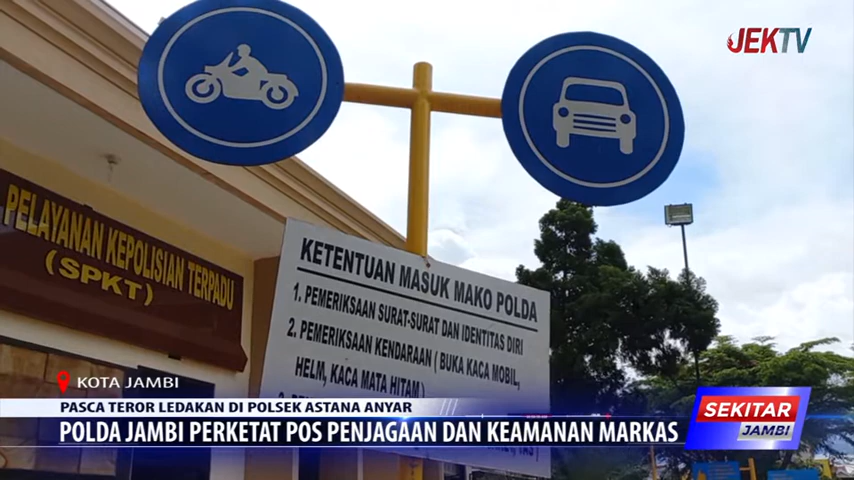 JEKTV
PELAYANAN KEPOLISIAN TERPADU
(SPKT)
KETENTUAN MASUK MAKO POLDA
1. PEMERIKSAAN SURAT-SURAT DAN IDENTITAS DIRI
2. PEMERIKSAAN KENDARAAN ( BUKA KACA MOBIL,
HELM, KACA MATA HITAM )
KOTA JAMBI
PASCA TEROR LEDAKAN DI POLSEK ASTANA ANYAR
POLDA JAMBI PERKETAT POS PENJAGAAN DAN KEAMANAN MARKAS
SEKITAR
JAMBI